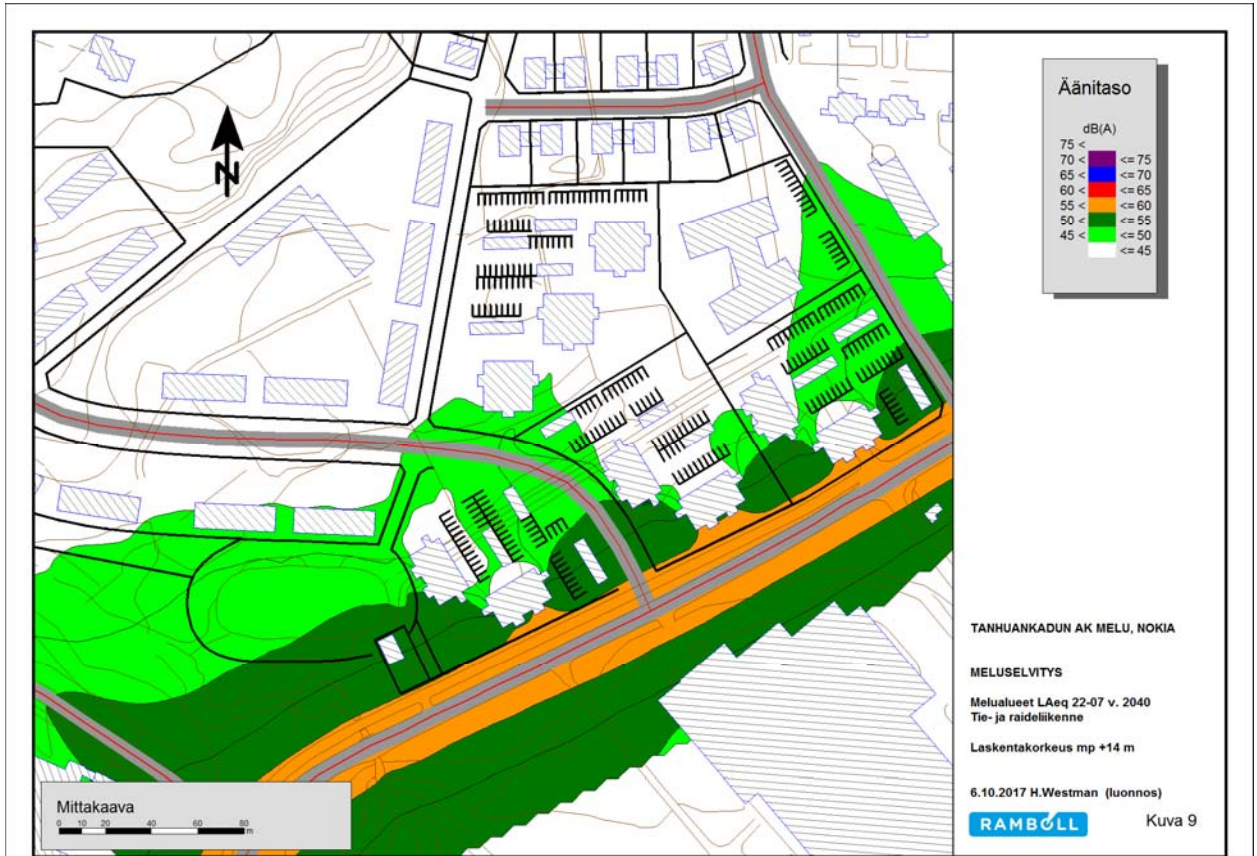 N
Äänitaso
dB(A)
75 <
70 < <= 75
65 < <= 70
60 < <= 65
55 < <= 60
50 < <= 55
45 < <= 50
<= 45
TANHUANKADUN AK MELU, NOKIA
MELUSELVITYS
Melualueet LAeq 22-07 v. 2040
Tie- ja raideliikenne
Laskentakorkeus mp +14 m
6.10.2017 H.Westman (luonnos)
RAMBOLL Kuva 9
Mittakaava
0 10 20 40 60 80
m